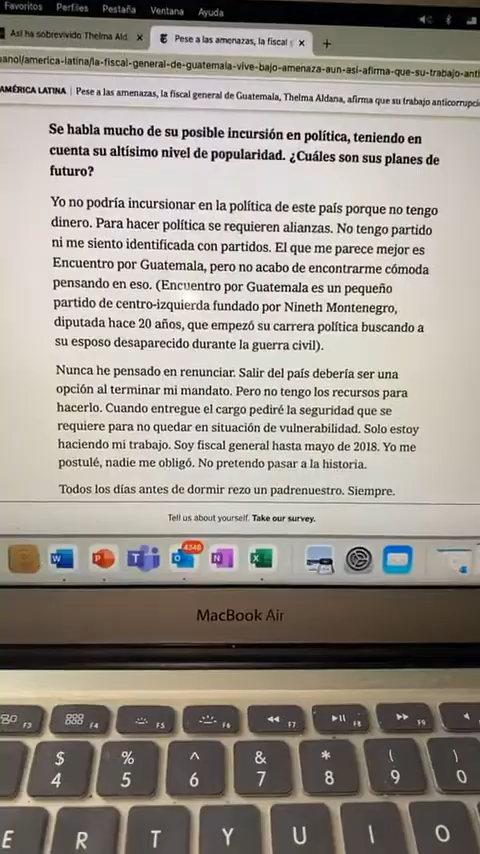 Favoritos Perfiles Pestaña Ventana Ayuda
Así ha sobrevivido Thelma Ald. × Pese a las amenazas, la fiscal × +
anol/america-latina/la-fiscal-general-de-guatemala-vive-bajo-amenaza-aun-asi-afirma-que-su-trabajo-anti
AMÉRICA LATINA | Pese a las amenazas, la fiscal general de Guatemala, Thelma Aldana, afirma que su trabajo anticorrupci
Se habla mucho de su posible incursión en política, teniendo en
cuenta su altísimo nivel de popularidad. ¿Cuáles son sus planes de
futuro?
Yo no podría incursionar en la política de este país porque no tengo
dinero. Para hacer política se requieren alianzas. No tengo partido
ni me siento identificada con partidos. El que me parece mejor es
Encuentro por Guatemala, pero no acabo de encontrarme cómoda
pensando en eso. (Encuentro por Guatemala es un pequeño
partido de centro-izquierda fundado por Nineth Montenegro,
diputada hace 20 años, que empezó su carrera política buscando a
su esposo desaparecido durante la guerra civil).
Nunca he pensado en renunciar. Salir del país debería ser una
opción al terminar mi mandato. Pero no tengo los recursos para
hacerlo. Cuando entregue el cargo pediré la seguridad que se
requiere para no quedar en situación de vulnerabilidad. Solo estoy
haciendo mi trabajo. Soy fiscal general hasta mayo de 2018. Yo me
postulé, nadie me obligó. No pretendo pasar a la historia.
Todos los días antes de dormir rezo un padrenuestro. Siempre.
Tell us about yourself. Take our survey.
W P T O 4346 N X
MacBook Air
F3 F4 F5 F6 F7 F8 F9
$ % ^ & * ( )
4 5 6 7 8 9 0
E R T Y U I O